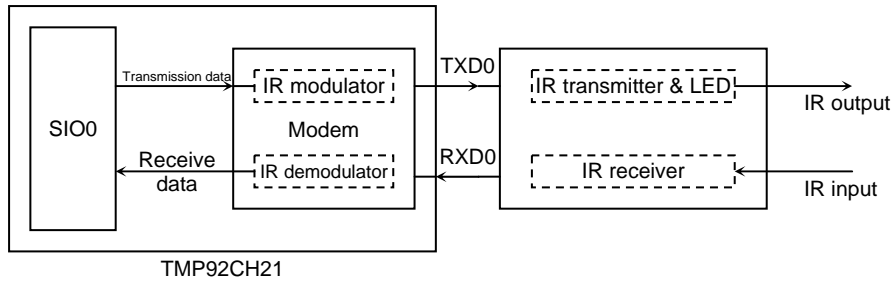 Transmission data
IR modulator
TXD0
IR transmitter & LED
IR output
SIO0
Modem
Receive
data
IR demodulator
RXD0
IR receiver
IR input
TMP92CH21